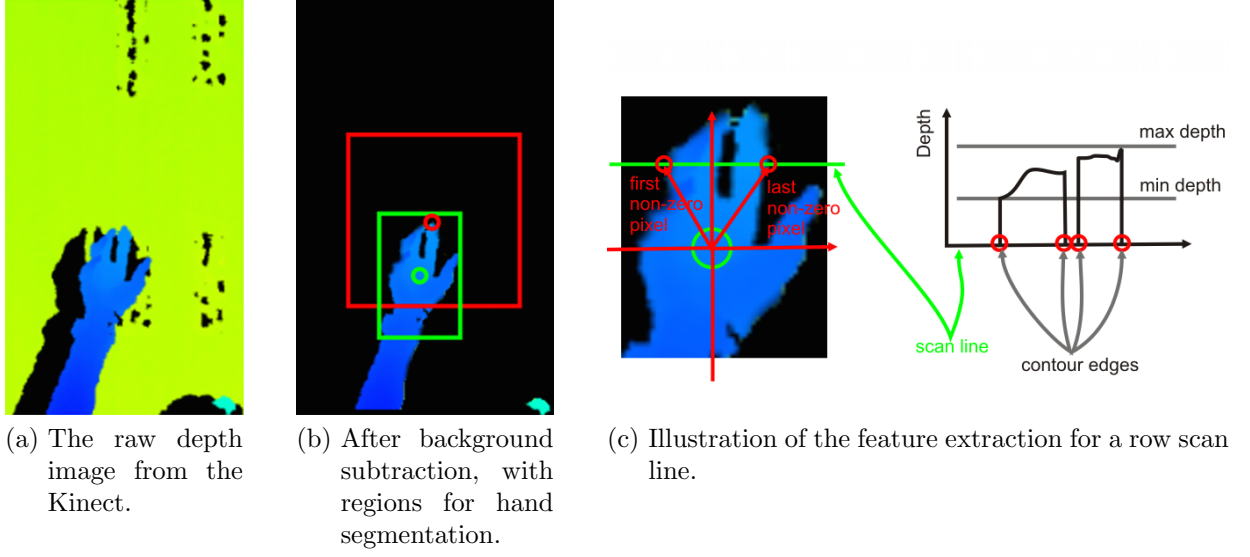 first
non-zero
pixel
last
non-zero
pixel
scan line
Depth
max depth
min depth
contour edges
(a) The raw depth
image from the
Kinect.
(b) After background
subtraction, with
regions for hand
segmentation.
(c) Illustration of the feature extraction for a row scan
line.